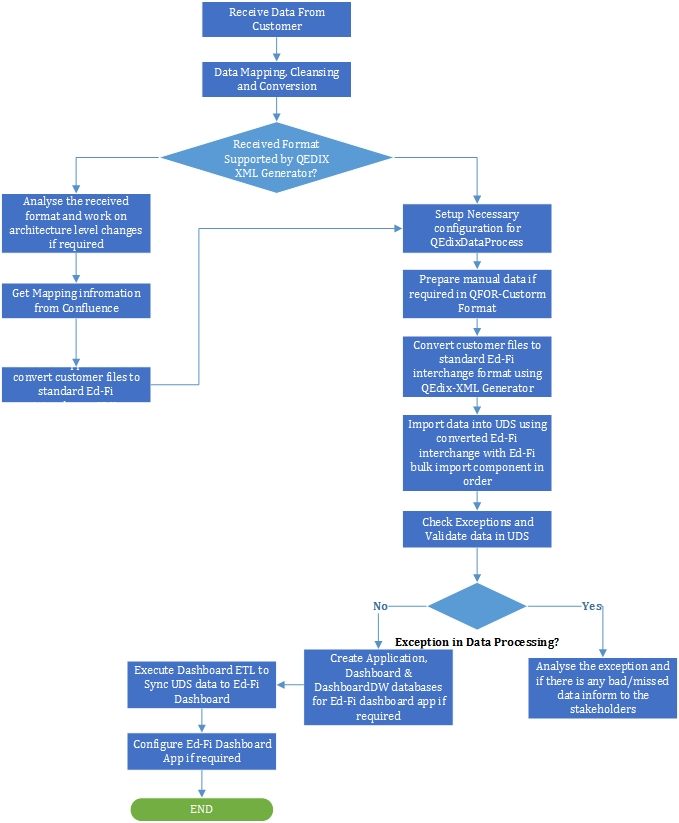 Receive Data From
Customer
Data Mapping, Cleansing
and Conversion
Received Format
Supported by QEDIX
XML Generator?
Analyse the received
format and work on
architecture level changes
if required
Setup Necessary
configuration for
QEdixDataProcess
Get Mapping infromation
from Confluence
Prepare manual data if
required in QFOR-Custorm
Format
convert customer files to
standard Ed-Fi
Convert customer files to
standard Ed-Fi
interchange format using
QEdix-XML Generator
Import data into UDS using
converted Ed-Fi
interchange with Ed-Fi
bulk import component in
order
Check Exceptions and
Validate data in UDS
No
Yes
Exception in Data Processing?
Create Application,
Dashboard &
DashboardDW databases
for Ed-Fi dashboard app if
required
Analyse the exception and
if there is any bad/missed
data inform to the
stakeholders
Execute Dashboard ETL to
Sync UDS data to Ed-Fi
Dashboard
Configure Ed-Fi Dashboard
App if required
END